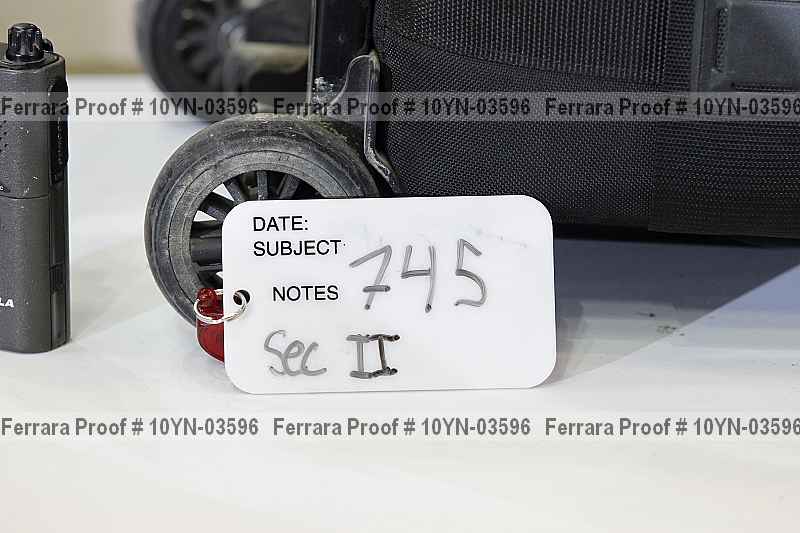 Ferrara Proof # 10YN-03596 Ferrara Proof # 10YN-03596 Ferrara Proof # 10YN-03596
DATE:
SUBJECT:
745
NOTES
Sec II
LA
Ferrara Proof # 10YN-03596 Ferrara Proof # 10YN-03596 Ferrara Proof # 10YN-03596